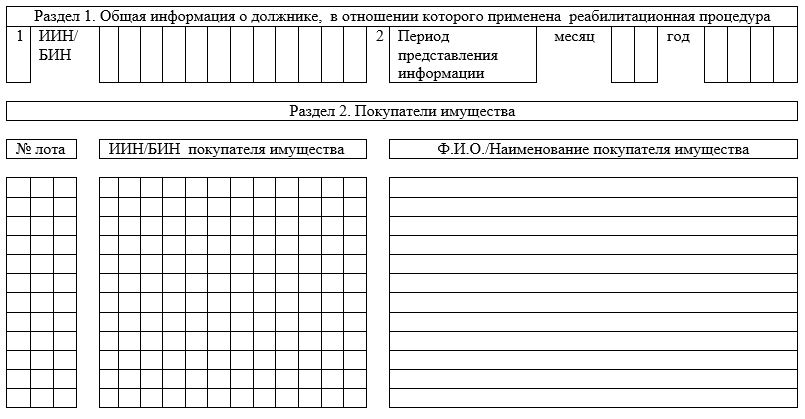 Раздел 1. Общая информация о должнике, в отношении которого применена реабилитационная процедура
1 ИИН/ 2 Период месяц год
БИН представления
информации
Раздел 2. Покупатели имущества
№ лота ИИН/БИН покупателя имущества Ф.И.О./Наименование покупателя имущества